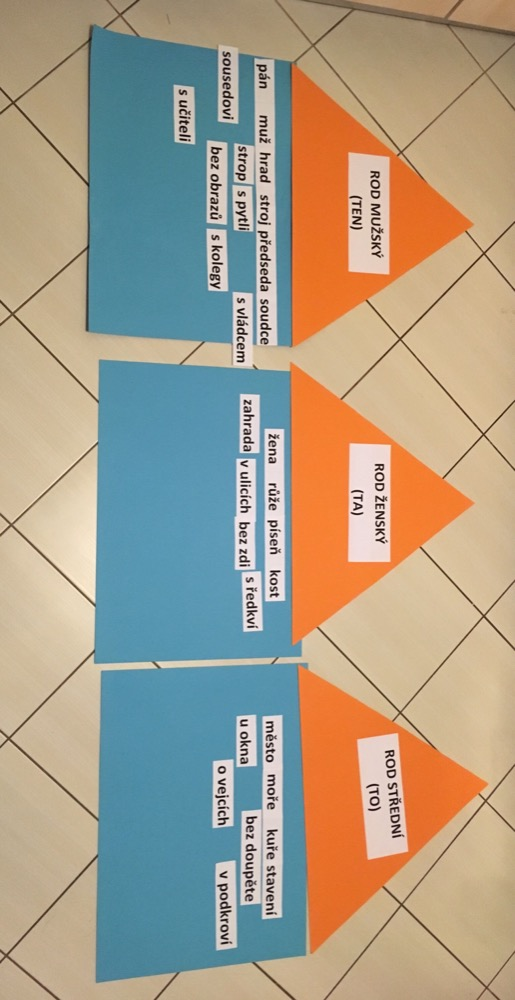 ROD MUŽSKÝ
(TEN)
pán muž hrad stroj předseda soudce
sousedovi strop s pytli s vládcem
bez obrazů s kolegy
s učiteli
ROD ŽENSKÝ
(TA)
žena růže píseň kost
zahrada v ulicích bez zdi s ředkví
ROD STŘEDNÍ
(TO)
město moře kuře stavení
u okna bez doupěte
o vejcích v podkroví